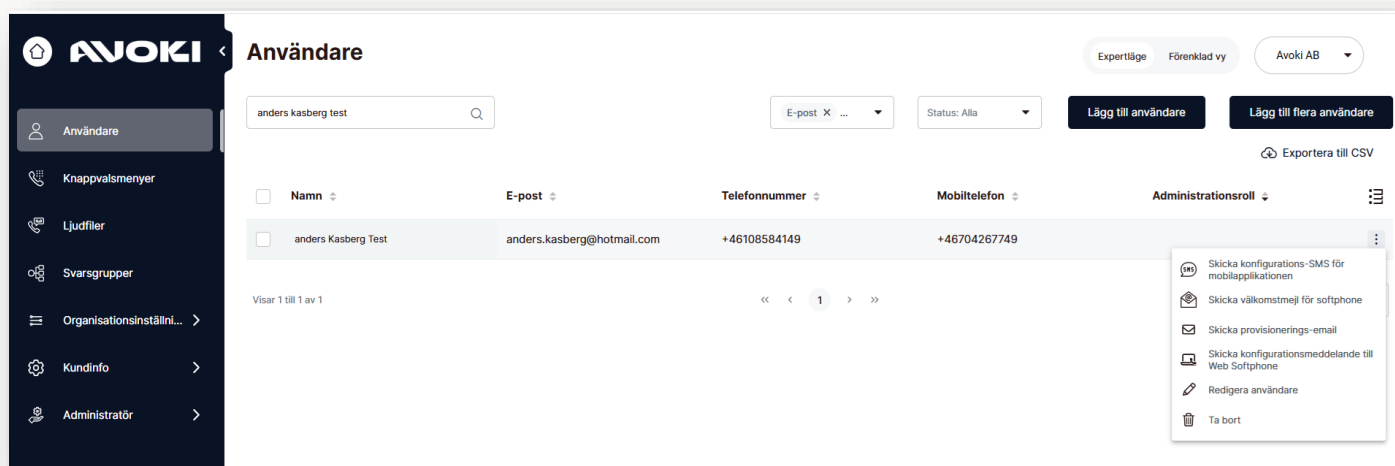 AVOKI
Användare
Expertläge Förenklad vy
Avoki AB
anders kasberg test
E-post × ...
Status: Alla
Lägg till användare
Lägg till flera användare
Exportera till CSV
Användare
Knappvalsmenyer
Ljudfiler
Svarsgrupper
Organisationsinställni...
Kundinfo
Administratör
Namn E-post Telefonnummer Mobiltelefon Administrationsroll
anders Kasberg Test anders.kasberg@hotmail.com +46108584149 +46704267749
Visar 1 till 1 av 1
<< < 1 > >>
SMS
Skicka konfigurations-SMS för
mobilapplikationen
Skicka välkomstmejl för softphone
Skicka provisionerings-email
Skicka konfigurationsmeddelande till
Web Softphone
Redigera användare
Ta bort